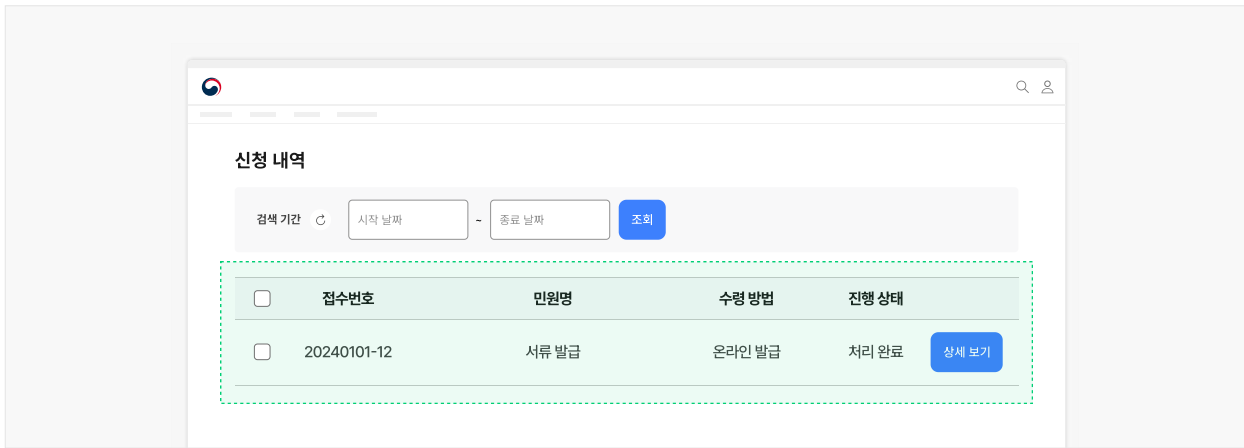 신청 내역
검색 기간 시작 날짜 ~ 종료 날짜 조회
접수번호 민원명 수령 방법 진행 상태
20240101-12 서류 발급 온라인 발급 처리 완료 상세 보기